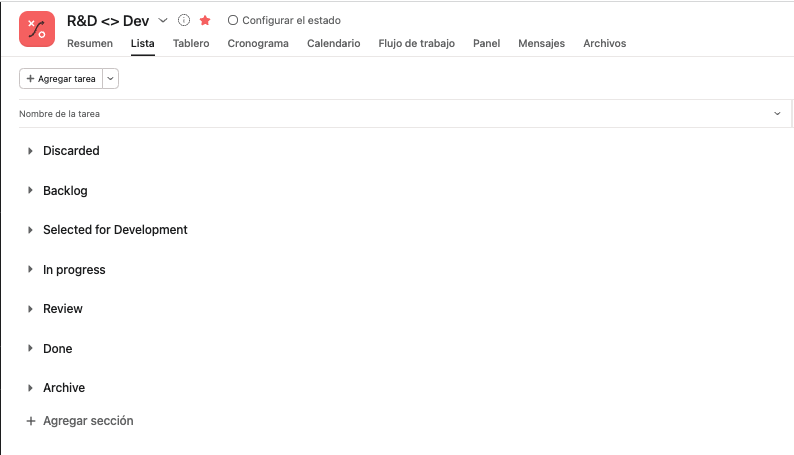 R&D <> Dev
Configurar el estado
Resumen Lista Tablero Cronograma Calendario Flujo de trabajo Panel Mensajes Archivos
+ Agregar tarea
Nombre de la tarea
Discarded
Backlog
Selected for Development
In progress
Review
Done
Archive
+ Agregar sección